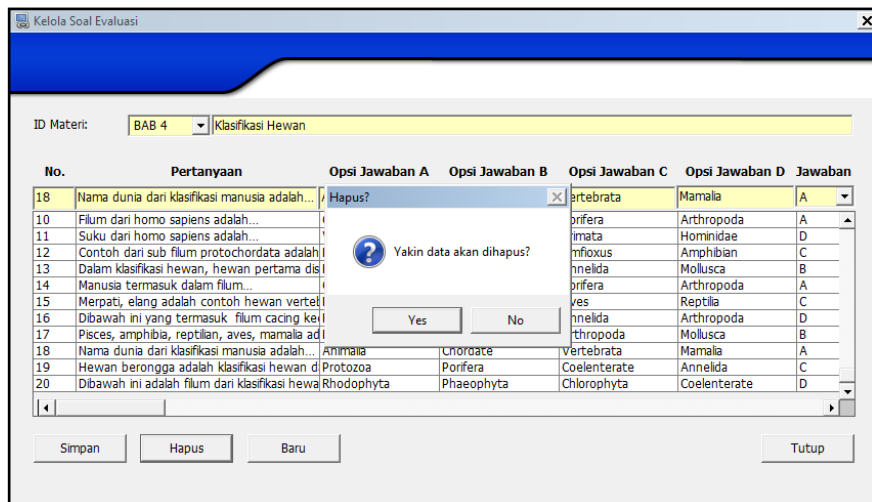 Kelola Soal Evaluasi
ID Materi: BAB 4 Klasifikasi Hewan
No. Pertanyaan Opsi Jawaban A Opsi Jawaban B Opsi Jawaban C Opsi Jawaban D Jawaban
18 Nama dunia dari klasifikasi manusia adalah... Mamalia A
Hapus?
Yakin data akan dihapus?
Yes No
10 Filum dari homo sapiens adalah... Arthropoda A
11 Suku dari homo sapiens adalah... Hominidae D
12 Contoh dari sub filum protochordata adalah Amphibian C
13 Dalam klasifikasi hewan, hewan pertama dis Mollusca B
14 Manusia termasuk dalam filum... Arthropoda A
15 Merpati, elang adalah contoh hewan verteb Reptilia C
16 Dibawah ini yang termasuk filum cacing ke Arthropoda D
17 Pisces, amphibia, reptilian, aves, mamalia ad Mollusca B
18 Nama dunia dari klasifikasi manusia adalah... Animalia Chordate Vertebrata Mamalia A
19 Hewan berongga adalah klasifikasi hewan d Protozoa Porifera Coelenterate Annelida C
20 Dibawah ini adalah filum dari klasifikasi hewa Rhodophyta Phaeophyta Chlorophyta Coelenterate D
Simpan Hapus Baru Tutup